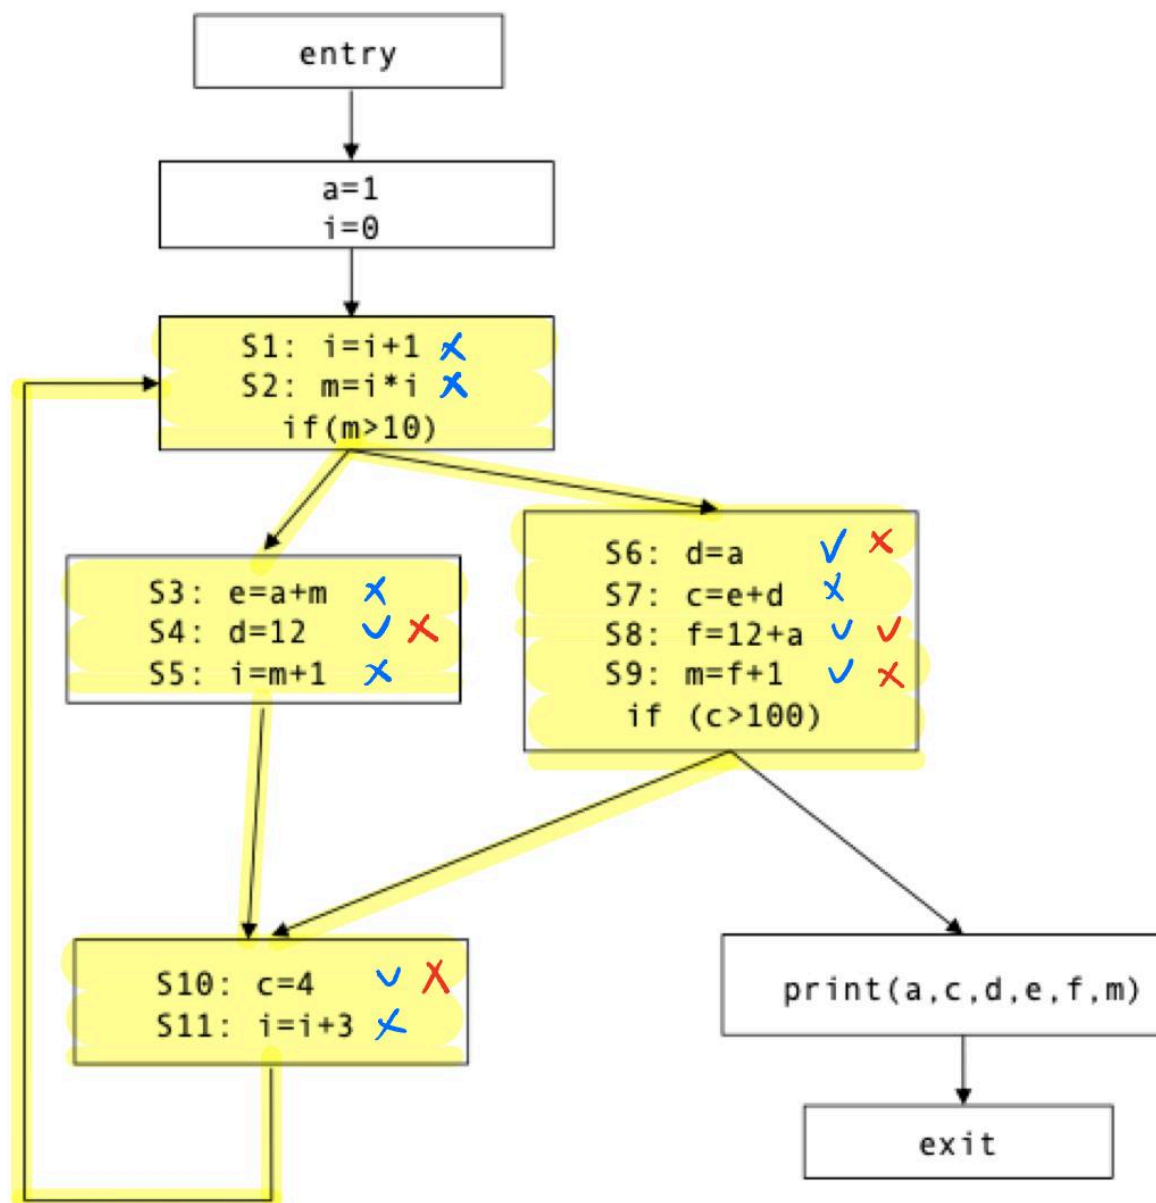 entry
a=1
i=0
S1: i=i+1 ✗
S2: m=i*i ✗
if(m>10)
S3: e=a+m ✗
S4: d=12 ✓ ✗
S5: i=m+1 ✗
S6: d=a ✓ ✗
S7: c=e+d ✗
S8: f=12+a ✓ ✓
S9: m=f+1 ✓ ✗
if (c>100)
S10: c=4 ✓ ✗
S11: i=i+3 ✗
print(a,c,d,e,f,m)
exit